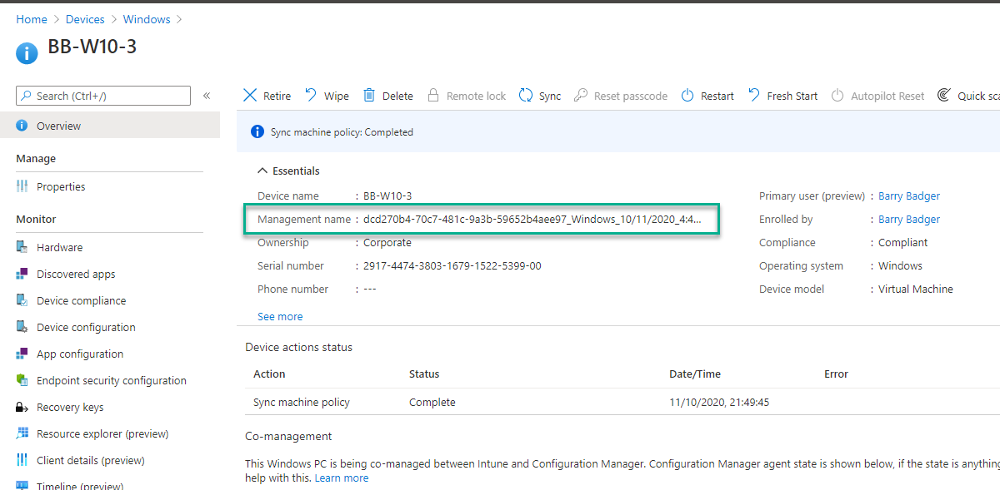 Home > Devices > Windows >
BB-W10-3
Search (Ctrl+/)
«
Retire Wipe Delete Remote lock Sync Reset passcode Restart Fresh Start Autopilot Reset Quick sca
Overview
Manage
Properties
Monitor
Hardware
Discovered apps
Device compliance
Device configuration
App configuration
Endpoint security configuration
Recovery keys
Resource explorer (preview)
Client details (preview)
Timeline (preview)
Sync machine policy: Completed
Essentials
Device name : BB-W10-3
Management name : dcd270b4-70c7-481c-9a3b-59652b4aee97_Windows_10/11/2020_4:4...
Ownership : Corporate
Serial number : 2917-4474-3803-1679-1522-5399-00
Phone number : ---
See more
Primary user (preview) : Barry Badger
Enrolled by : Barry Badger
Compliance : Compliant
Operating system : Windows
Device model : Virtual Machine
Device actions status
Action Status Date/Time Error
Sync machine policy Complete 11/10/2020, 21:49:45
Co-management
This Windows PC is being co-managed between Intune and Configuration Manager. Configuration Manager agent state is shown below, if the state is anything
help with this. Learn more